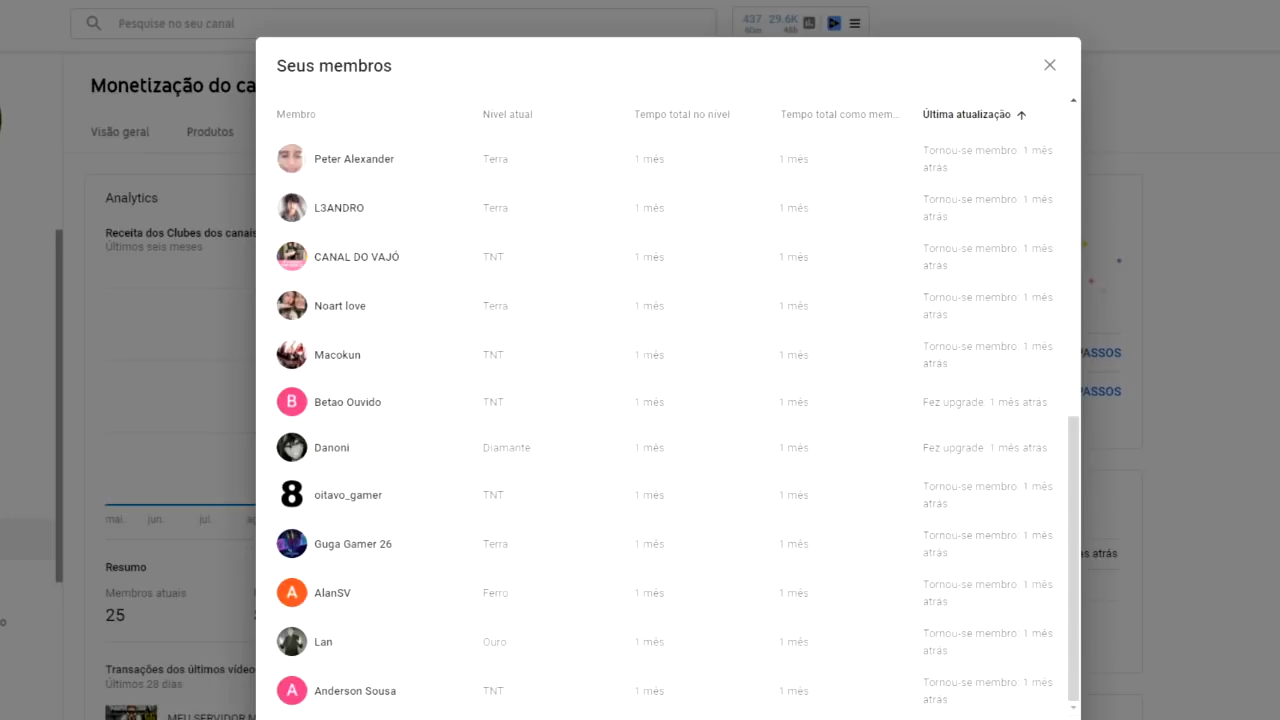 Pesquise no seu canal
437 29.6K
60m 48h
Monetização do ca
Visão geral Produtos
Analytics
Receita dos Clubes dos canais
Últimos seis meses
mai. jun. jul. ag
Resumo
Membros atuais
25
Transações dos últimos vídeo
Últimos 28 dias
MEU SERVIDOR M
Seus membros
Membro Nível atual Tempo total no nível Tempo total como mem... Última atualização
Peter Alexander Terra 1 mês 1 mês Tornou-se membro: 1 mês
atrás
L3ANDRO Terra 1 mês 1 mês Tornou-se membro: 1 mês
atrás
CANAL DO VAJÓ TNT 1 mês 1 mês Tornou-se membro: 1 mês
atrás
Noart love Terra 1 mês 1 mês Tornou-se membro: 1 mês
atrás
Macokun TNT 1 mês 1 mês Tornou-se membro: 1 mês
atrás
B Betao Ouvido TNT 1 mês 1 mês Fez upgrade: 1 mês atrás
Danoni Diamante 1 mês 1 mês Fez upgrade: 1 mês atrás
8 oitavo_gamer TNT 1 mês 1 mês Tornou-se membro: 1 mês
atrás
Guga Gamer 26 Terra 1 mês 1 mês Tornou-se membro: 1 mês
atrás
A AlanSV Ferro 1 mês 1 mês Tornou-se membro: 1 mês
atrás
Lan Ouro 1 mês 1 mês Tornou-se membro: 1 mês
atrás
A Anderson Sousa TNT 1 mês 1 mês Tornou-se membro: 1 mês
atrás
PASSOS
PASSOS
es atrás